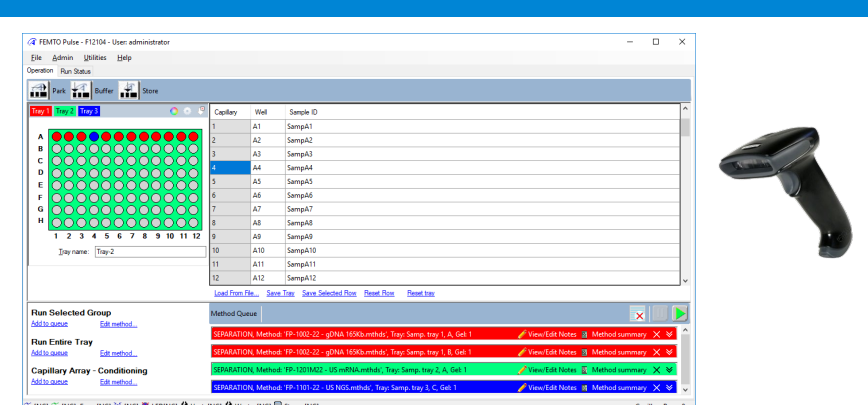 FEMTO Pulse - F12104 - User: administrator
File Admin Utilities Help
Operation Run Status
Park Buffer Store
Tray 1 Tray 2 Tray 3
Capillary Well Sample ID
1 A1 SampA1
2 A2 SampA2
3 A3 SampA3
4 A4 SampA4
5 A5 SampA5
6 A6 SampA6
7 A7 SampA7
8 A8 SampA8
9 A9 SampA9
10 A10 SampA10
11 A11 SampA11
12 A12 SampA12
A
B
C
D
E
F
G
H
1 2 3 4 5 6 7 8 9 10 11 12
Tray name: Tray-2
Load From File... Save Tray Save Selected Row Reset Row Reset tray
Run Selected Group
Add to queue Edit method...
Run Entire Tray
Add to queue Edit method...
Capillary Array - Conditioning
Add to queue Edit method...
Method Queue
SEPARATION, Method: 'FP-1002-22 - gDNA 165Kb.mthds', Tray: Samp. tray 1, A, Gel: 1 View/Edit Notes Method summary
SEPARATION, Method: 'FP-1002-22 - gDNA 165Kb.mthds', Tray: Samp. tray 1, B, Gel: 1 View/Edit Notes Method summary
SEPARATION, Method: 'FP-1201M22 - US mRNA.mthds', Tray: Samp. tray 2, A, Gel: 1 View/Edit Notes Method summary
SEPARATION, Method: 'FP-1101-22 - US NGS.mthds', Tray: Samp. tray 3, C, Gel: 1 View/Edit Notes Method summary